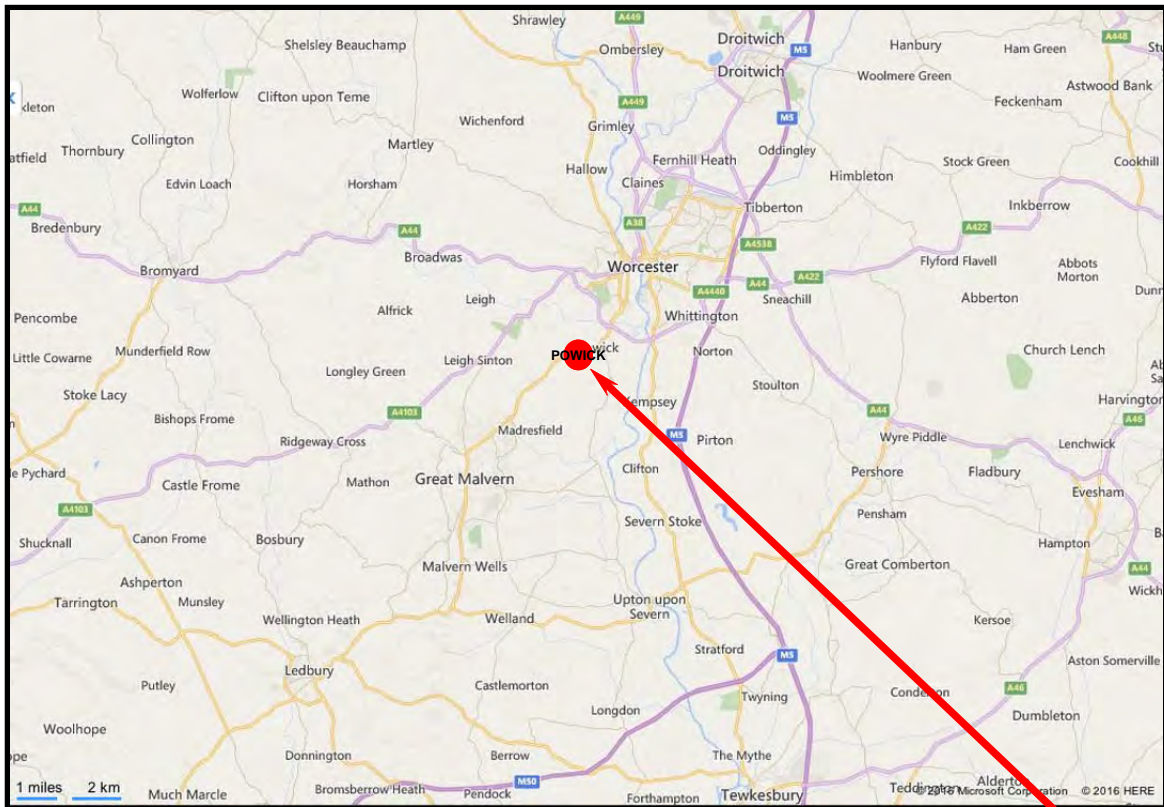 Shrawley
A449
Droitwich
M5
Hanbury
Ham Green
A448
Shelsley Beauchamp
Ombersley
Droitwich
Woolmere Green
Astwood Bank
Feckenham
Wolferlow
Clifton upon Teme
A449
M5
Wichenford
Grimley
Collington
Thornbury
Martley
Hallow
Fernhill Heath
Oddingley
Stock Green
Cookhill
Edvin Loach
Horsham
Claines
Himbleton
Inkberrow
A44
Tibberton
Bredenbury
A44
A38
A422
A4538
Broadwas
Worcester
Flyford Flavell
Abbots
Morton
Bromyard
A4440
A44
A422
Leigh
Sneachill
Abberton
Alfrick
Whittington
Pencombe
Little Cowarne
Munderfield Row
Leigh Sinton
POWICK
Norton
Church Lench
Longley Green
Stoulton
Stoke Lacy
Kempsey
Harvington
Bishops Frome
A4103
A44
A46
Madresfield
M5
Pirton
Wyre Piddle
Lenchwick
Ridgeway Cross
Clifton
Pershore
Fladbury
Castle Frome
Mathon
Great Malvern
Evesham
A4103
Severn Stoke
Pensham
Shucknall
Canon Frome
Bosbury
Hampton
Malvern Wells
Great Comberton
A44
Ashperton
Tarrington
Munsley
Upton upon
Severn
Wellington Heath
Welland
Kersoe
Stratford
M5
Aston Somerville
Ledbury
Putley
Castlemorton
Twyning
A46
Longdon
Dumbleton
Woolhope
Donnington
Berrow
The Mythe
1 miles
2 km
Much Marcle
Bromsberrow Heath
M50
Pendock
Forthampton
Tewkesbury
© 2016 Microsoft Corporation
© 2016 HERE